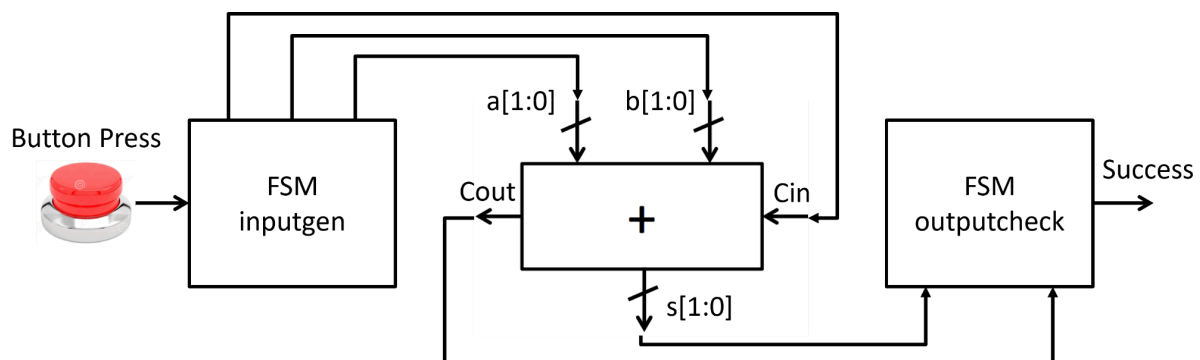 a[1:0]
b[1:0]
Button Press
FSM
inputgen
Cout
+
Cin
FSM
outputcheck
Success
s[1:0]